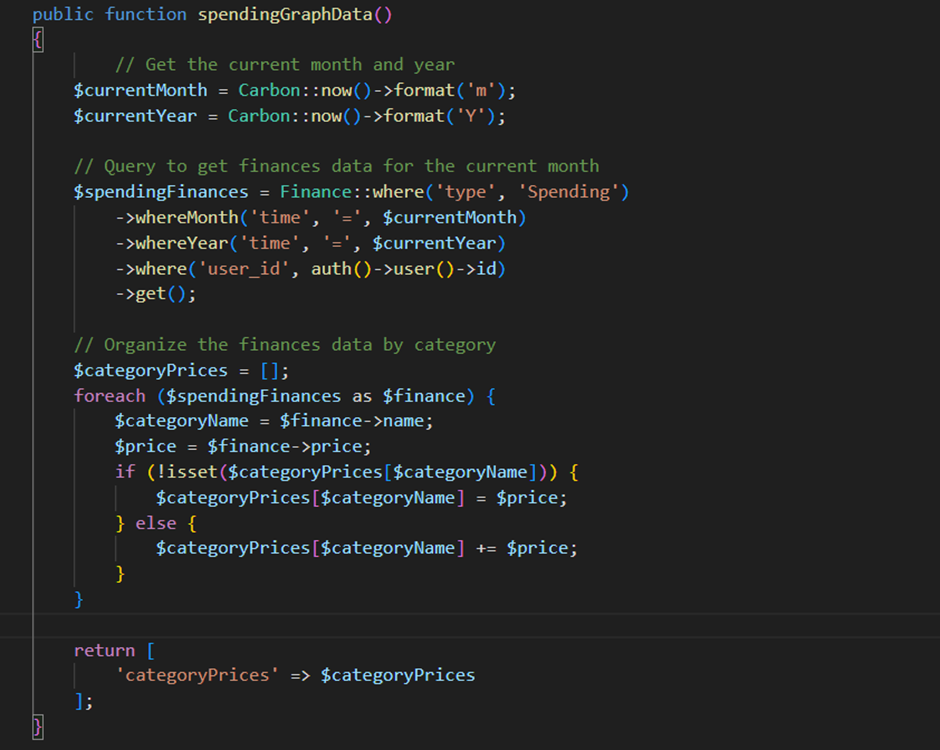 public function spendingGraphData()
{
        // Get the current month and year
    $currentMonth = Carbon::now()->format('m');
    $currentYear = Carbon::now()->format('Y');

    // Query to get finances data for the current month
    $spendingFinances = Finance::where('type', 'Spending')
        ->whereMonth('time', '=', $currentMonth)
        ->whereYear('time', '=', $currentYear)
        ->where('user_id', auth()->user()->id)
        ->get();

    // Organize the finances data by category
    $categoryPrices = [];
    foreach ($spendingFinances as $finance) {
        $categoryName = $finance->name;
        $price = $finance->price;
        if (!isset($categoryPrices[$categoryName])) {
            $categoryPrices[$categoryName] = $price;
        } else {
            $categoryPrices[$categoryName] += $price;
        }
    }

    return [
        'categoryPrices' => $categoryPrices
    ];
}